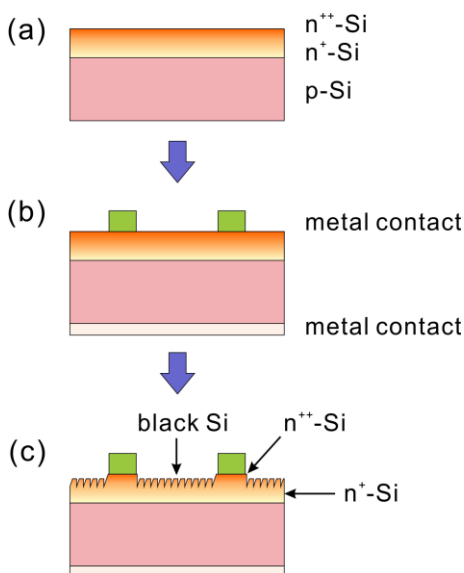 (a)
n⁺⁺-Si
n⁺-Si
p-Si
(b)
metal contact
metal contact
black Si
n⁺⁺-Si
(c)
n⁺-Si